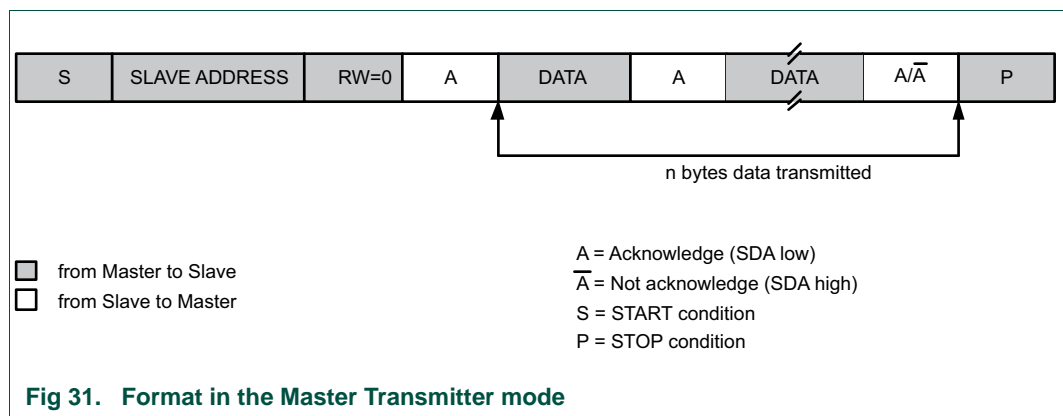 S SLAVE ADDRESS RW=0 A DATA A DATA A/A̅ P
n bytes data transmitted
from Master to Slave
from Slave to Master
A = Acknowledge (SDA low)
A̅ = Not acknowledge (SDA high)
S = START condition
P = STOP condition
Fig 31. Format in the Master Transmitter mode